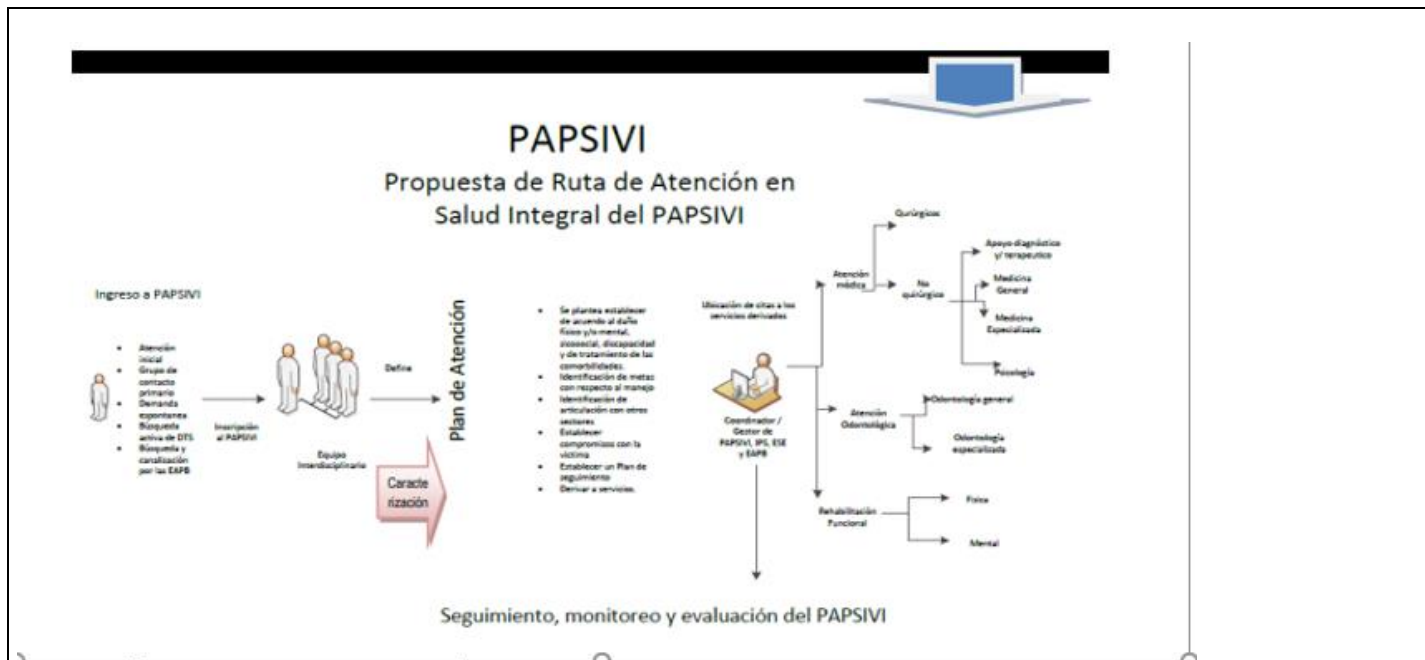 PAPSIVI
Propuesta de Ruta de Atención en
Salud Integral del PAPSIVI
Ingreso a PAPSIVI
• Atención
inicial
• Grupo de
contacto
primario
• Demanda
espontanea
• Búsqueda
activa de DTS
• Búsqueda y
canalización
por las EAPB
Inscripción
al PAPSIVI
Equipo
Interdisciplinario
Define
Caracte
rización
Plan de Atención
• Se plantea establecer
de acuerdo al daño
físico y/o mental,
sicosocial, discapacidad
y de tratamiento de las
comorbilidades.
• Identificación de metas
con respecto al manejo
• Identificación de
articulación con otros
sectores
• Establecer
compromisos con la
víctima
• Establecer un Plan de
seguimiento
• Derivar a servicios.
Ubicación de citas a los
servicios derivados
Coordinador /
Gestor de
PAPSIVI, IPS, ESE
y EAPB
Atención
médica
Quirúrgicos
No
quirúrgico
Apoyo diagnóstico
y/ terapeutico
Medicina
General
Medicina
Especializada
Psicología
Atención
Odontológica
Odontología general
Odontología
especializada
Rehabilitación
Funcional
Física
Mental
Seguimiento, monitoreo y evaluación del PAPSIVI